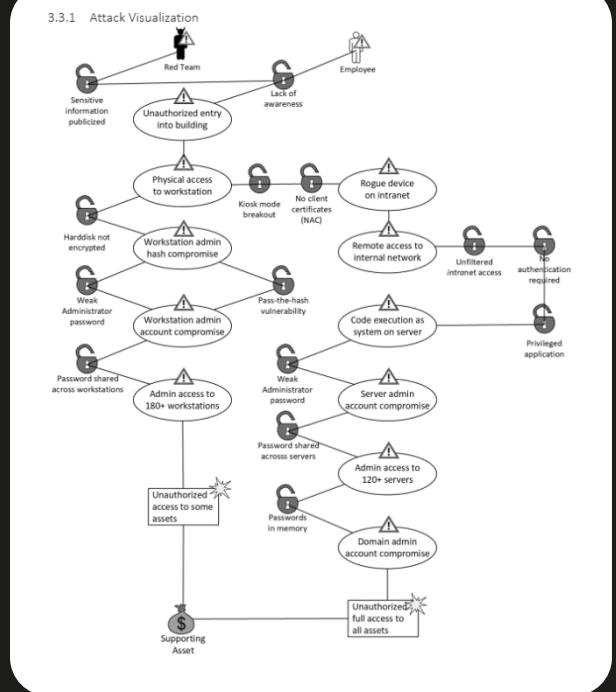 3.3.1 Attack Visualization
Red Team
Employee
Sensitive
information
publicized
Lack of
awareness
Unauthorized entry
into building
Physical access
to workstation
Kiosk mode
breakout
No client
certificates
(NAC)
Rogue device
on intranet
Harddisk not
encrypted
Workstation admin
hash compromise
Remote access to
internal network
Unfiltered
intranet access
No
authentication
required
Weak
Administrator
password
Pass-the-hash
vulnerability
Workstation admin
account compromise
Code execution as
system on server
Privileged
application
Password shared
across workstations
Weak
Administrator
password
Admin access to
180+ workstations
Server admin
account compromise
Password shared
acrosss servers
Admin access to
120+ servers
Unauthorized
access to some
assets
Passwords
in memory
Domain admin
account compromise
Unauthorized
full access to
all assets
$
Supporting
Asset